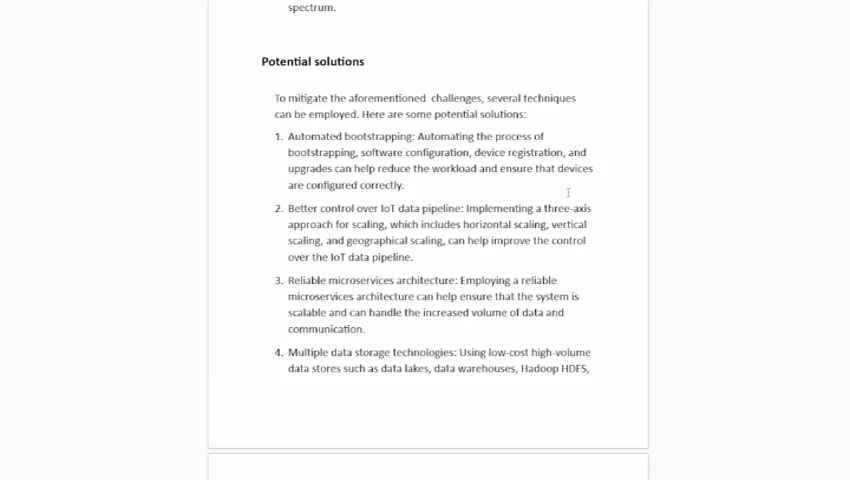 spectrum.
Potential solutions
To mitigate the aforementioned  challenges, several techniques
can be employed. Here are some potential solutions:
1. Automated bootstrapping: Automating the process of
bootstrapping, software configuration, device registration, and
upgrades can help reduce the workload and ensure that devices
are configured correctly.
2. Better control over IoT data pipeline: Implementing a three-axis
approach for scaling, which includes horizontal scaling, vertical
scaling, and geographical scaling, can help improve the control
over the IoT data pipeline.
3. Reliable microservices architecture: Employing a reliable
microservices architecture can help ensure that the system is
scalable and can handle the increased volume of data and
communication.
4. Multiple data storage technologies: Using low-cost high-volume
data stores such as data lakes, data warehouses, Hadoop HDFS,